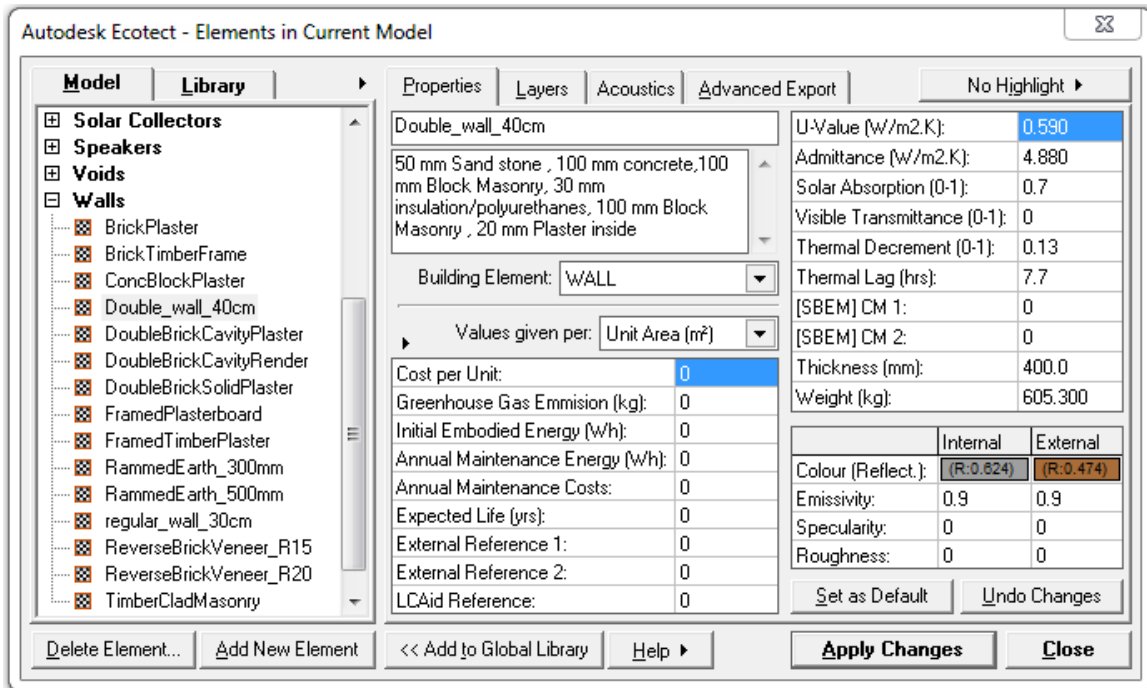 Autodesk Ecotect - Elements in Current Model
Model
Library
Solar Collectors
Speakers
Voids
Walls
BrickPlaster
BrickTimberFrame
ConcBlockPlaster
Double_wall_40cm
DoubleBrickCavityPlaster
DoubleBrickCavityRender
DoubleBrickSolidPlaster
FramedPlasterboard
FramedTimberPlaster
RammedEarth_300mm
RammedEarth_500mm
regular_wall_30cm
ReverseBrickVeneer_R15
ReverseBrickVeneer_R20
TimberCladMasonry
Delete Element...
Add New Element
Properties
Layers
Acoustics
Advanced Export
No Highlight
Double_wall_40cm
50 mm Sand stone , 100 mm concrete,100
mm Block Masonry, 30 mm
insulation/polyurethanes, 100 mm Block
Masonry , 20 mm Plaster inside
Building Element: WALL
Values given per: Unit Area (m²)
Cost per Unit: 0
Greenhouse Gas Emmision (kg): 0
Initial Embodied Energy (Wh): 0
Annual Maintenance Energy (Wh): 0
Annual Maintenance Costs: 0
Expected Life (yrs): 0
External Reference 1: 0
External Reference 2: 0
LCAid Reference: 0
U-Value (W/m2.K): 0.590
Admittance (W/m2.K): 4.880
Solar Absorption (0-1): 0.7
Visible Transmittance (0-1): 0
Thermal Decrement (0-1): 0.13
Thermal Lag (hrs): 7.7
[SBEM] CM 1: 0
[SBEM] CM 2: 0
Thickness (mm): 400.0
Weight (kg): 605.300
Internal External
Colour (Reflect.): (R:0.624) (R:0.474)
Emissivity: 0.9 0.9
Specularity: 0 0
Roughness: 0 0
Set as Default
Undo Changes
<< Add to Global Library
Help
Apply Changes
Close